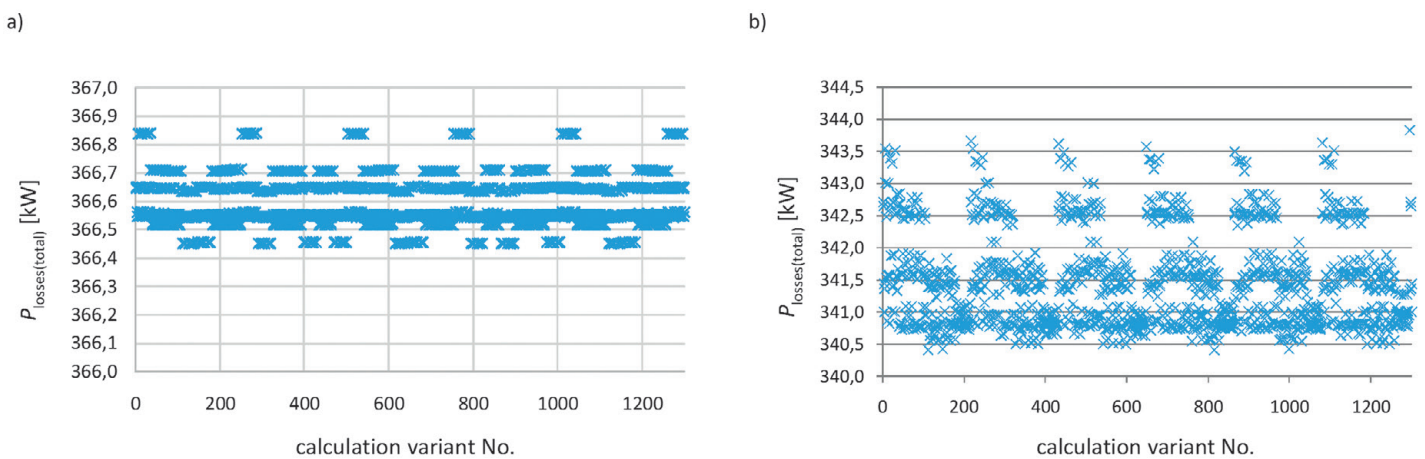 a)
367,0
366,9
366,8
366,7
366,6
366,5
366,4
366,3
366,2
366,1
366,0
P losses(total) [kW]
0 200 400 600 800 1000 1200
calculation variant No.
b)
344,5
344,0
343,5
343,0
342,5
342,0
341,5
341,0
340,5
340,0
P losses(total) [kW]
0 200 400 600 800 1000 1200
calculation variant No.